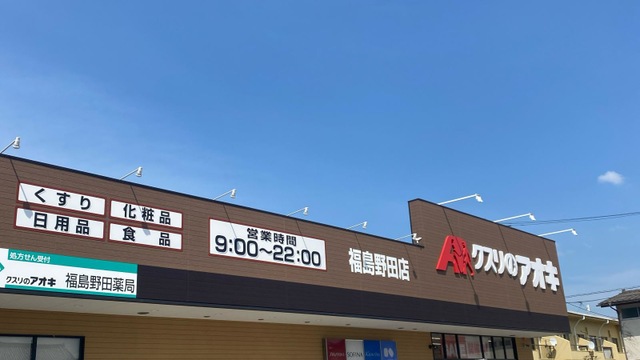 くすり
化粧品
日用品
食品
営業時間
9:00~22:00
福島野田店
クスリのアオキ
処方せん受付
クスリのアオキ 福島野田薬局
SOFINA